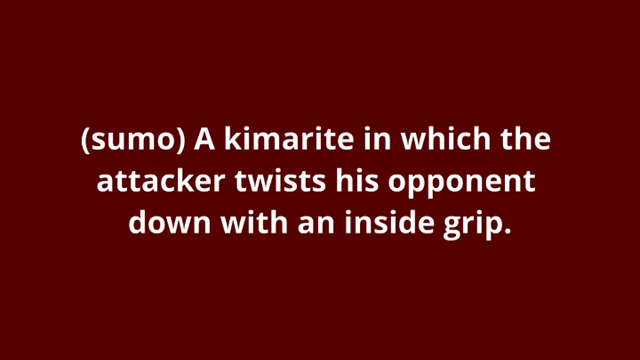 (sumo) A kimarite in which the
attacker twists his opponent
down with an inside grip.